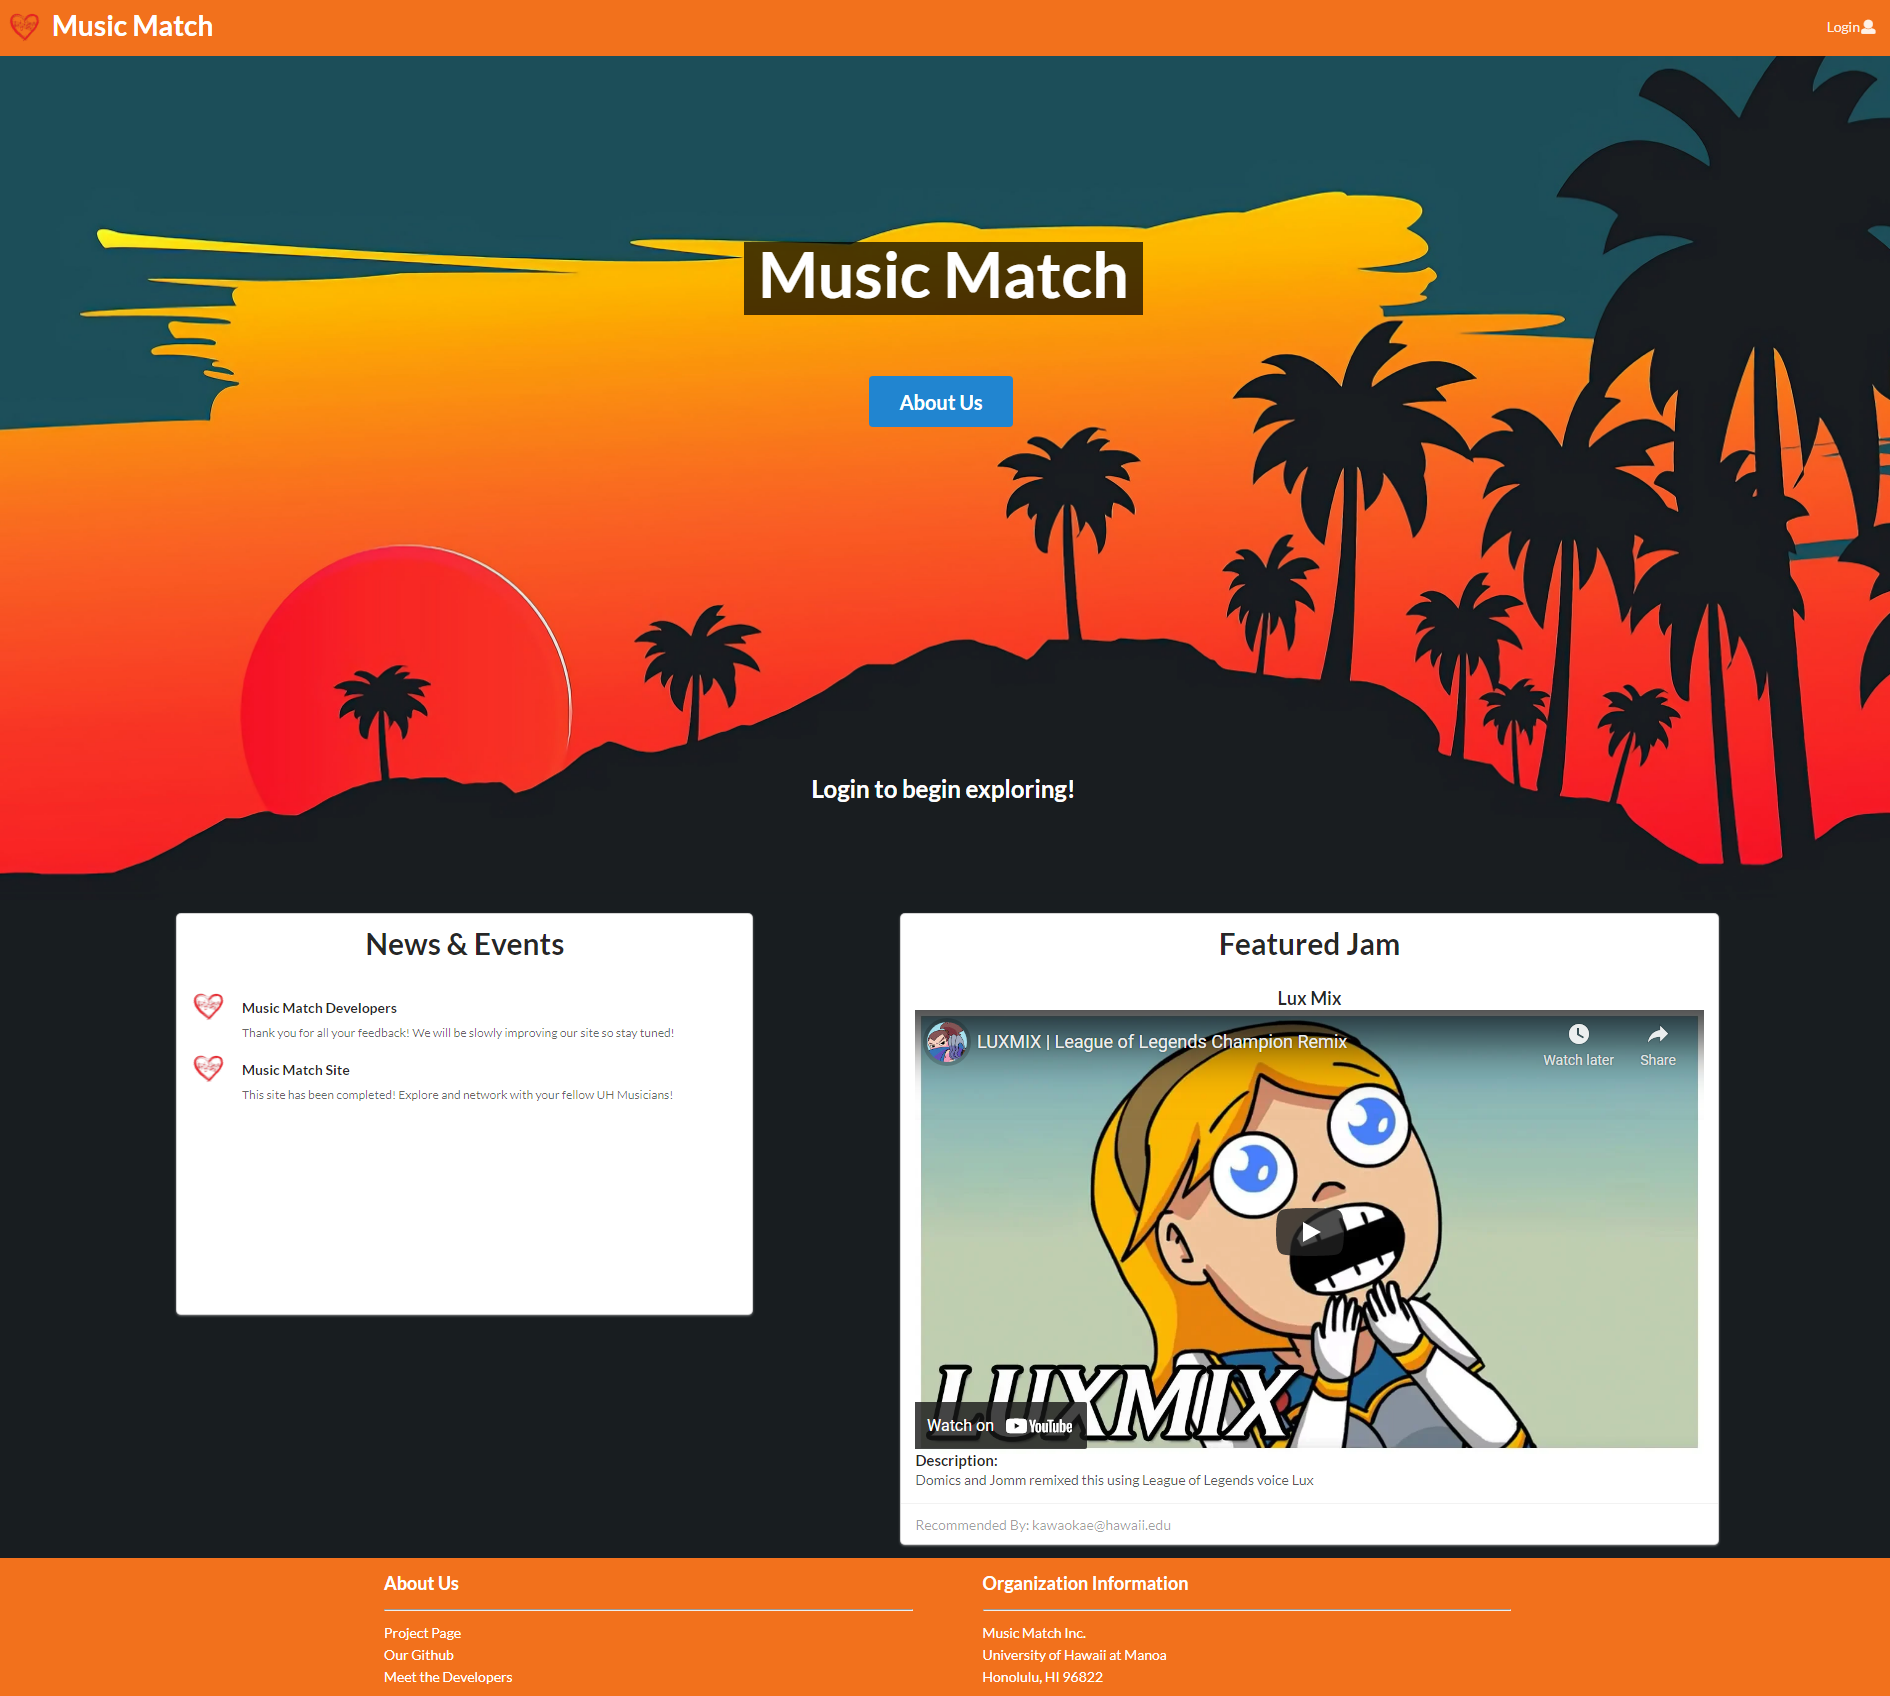 Music Match
Login
Music Match
About Us
Login to begin exploring!
News & Events
Music Match Developers
Thank you for all your feedback! We will be slowly improving our site so stay tuned!
Music Match Site
This site has been completed! Explore and network with your fellow UH Musicians!
Featured Jam
Lux Mix
LUXMIX | League of Legends Champion Remix
Watch later
Share
LUXMIX
Watch on YouTube
Description:
Domics and Jomm remixed this using League of Legends voice Lux
Recommended By: kawaokae@hawaii.edu
About Us
Project Page
Our Github
Meet the Developers
Organization Information
Music Match Inc.
University of Hawaii at Manoa
Honolulu, HI 96822